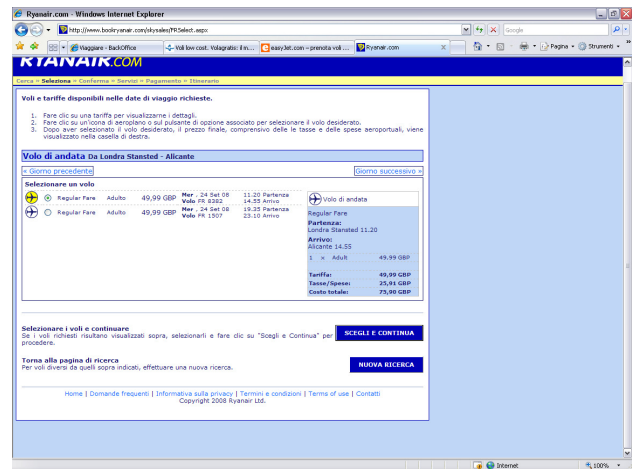 Ryanair.com - Windows Internet Explorer
http://www.bookryanair.com/skysales/FRSelect.aspx
Google
Viaggiare - BackOffice
Voli low cost. Volagratis: il m...
easyJet.com – prenota voli ...
Ryanair.com
Pagina
Strumenti
RYANAIR.COM
Cerca » Seleziona » Conferma » Servizi » Pagamento » Itinerario
Voli e tariffe disponibili nelle date di viaggio richieste.
1. Fare clic su una tariffa per visualizzarne i dettagli.
2. Fare clic su un'icona di aeroplano o sul pulsante di opzione associato per selezionare il volo desiderato.
3. Dopo aver selezionato il volo desiderato, il prezzo finale, comprensivo delle le tasse e delle spese aeroportuali, viene
visualizzato nella casella di destra.
Volo di andata Da Londra Stansted - Alicante
« Giorno precedente
Giorno successivo »
Selezionare un volo
Regular Fare Adulto 49,99 GBP Mer , 24 Set 08 11.20 Partenza
Volo FR 8382 14.55 Arrivo
Regular Fare Adulto 49,99 GBP Mer , 24 Set 08 19.35 Partenza
Volo FR 1507 23.10 Arrivo
Volo di andata
Regular Fare
Partenza:
Londra Stansted 11.20
Arrivo:
Alicante 14.55
1 x Adult 49.99 GBP
Tariffa: 49,99 GBP
Tasse/Spese: 25,91 GBP
Costo totale: 75,90 GBP
Selezionare i voli e continuare
Se i voli richiesti risultano visualizzati sopra, selezionarli e fare clic su "Scegli e Continua" per
procedere.
SCEGLI E CONTINUA
Torna alla pagina di ricerca
Per voli diversi da quelli sopra indicati, effettuare una nuova ricerca.
NUOVA RICERCA
Home | Domande frequenti | Informativa sulla privacy | Termini e condizioni | Terms of use | Contatti
Copyright 2008 Ryanair Ltd.
Internet
100%